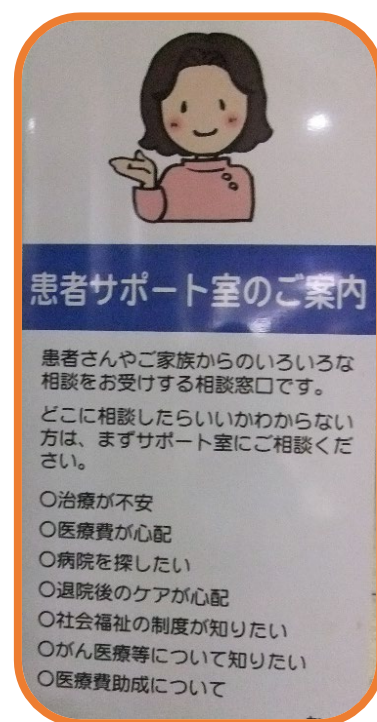 患者サポート室のご案内
患者さんやご家族からのいろいろな
相談をお受けする相談窓口です。
どこに相談したらいいかわからない
方は、まずサポート室にご相談くだ
さい。
○治療が不安
○医療費が心配
○病院を探したい
○退院後のケアが心配
○社会福祉の制度が知りたい
○がん医療等について知りたい
○医療費助成について